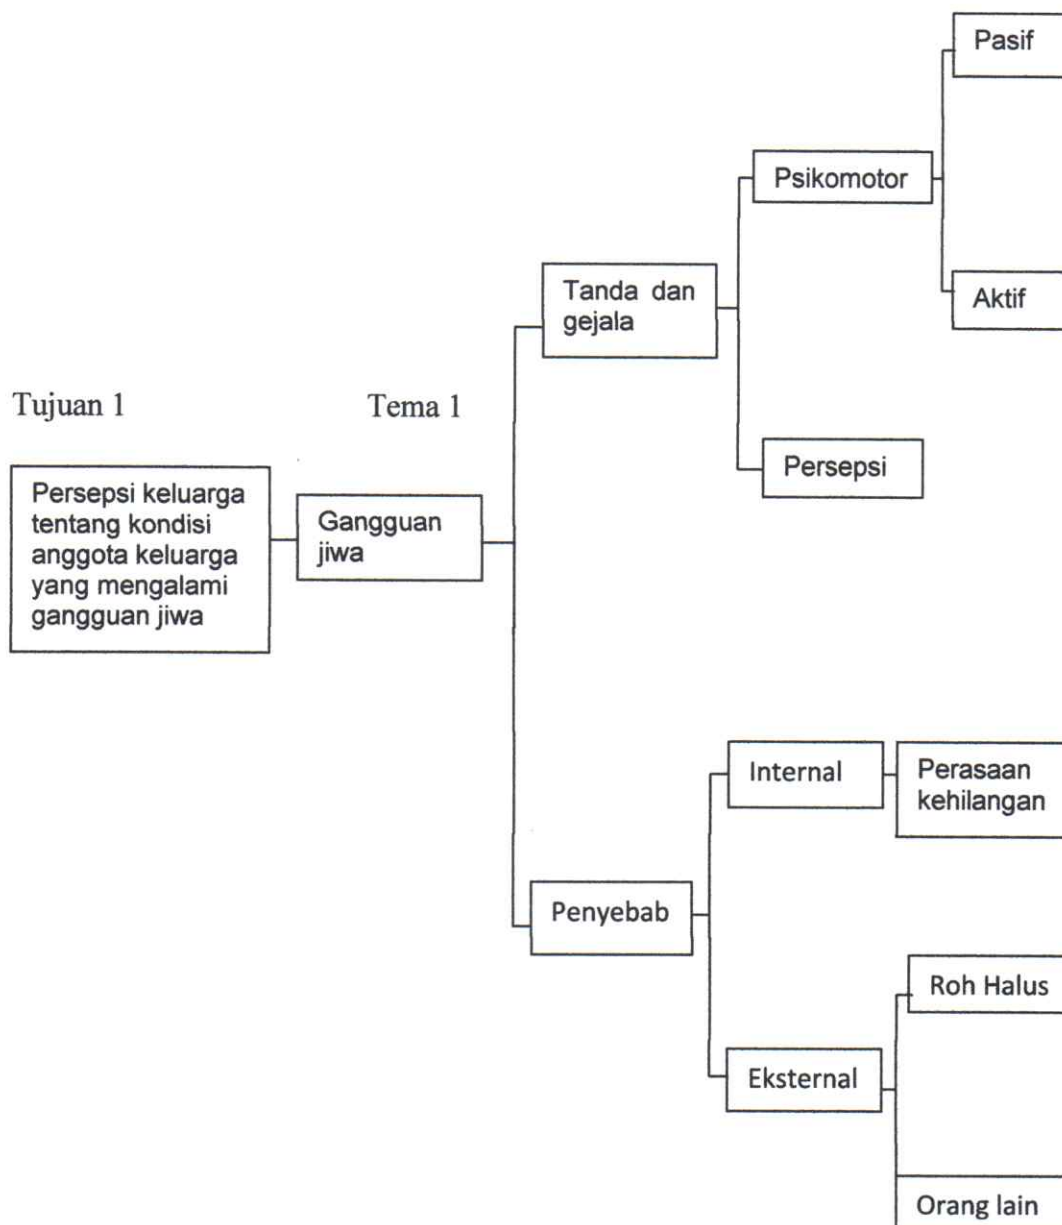 Pasif
Psikomotor
Tanda dan
gejala
Aktif
Tujuan 1
Tema 1
Persepsi
Persepsi keluarga
tentang kondisi
anggota keluarga
yang mengalami
gangguan jiwa
Gangguan
jiwa
Internal
Perasaan
kehilangan
Penyebab
Roh Halus
Eksternal
Orang lain